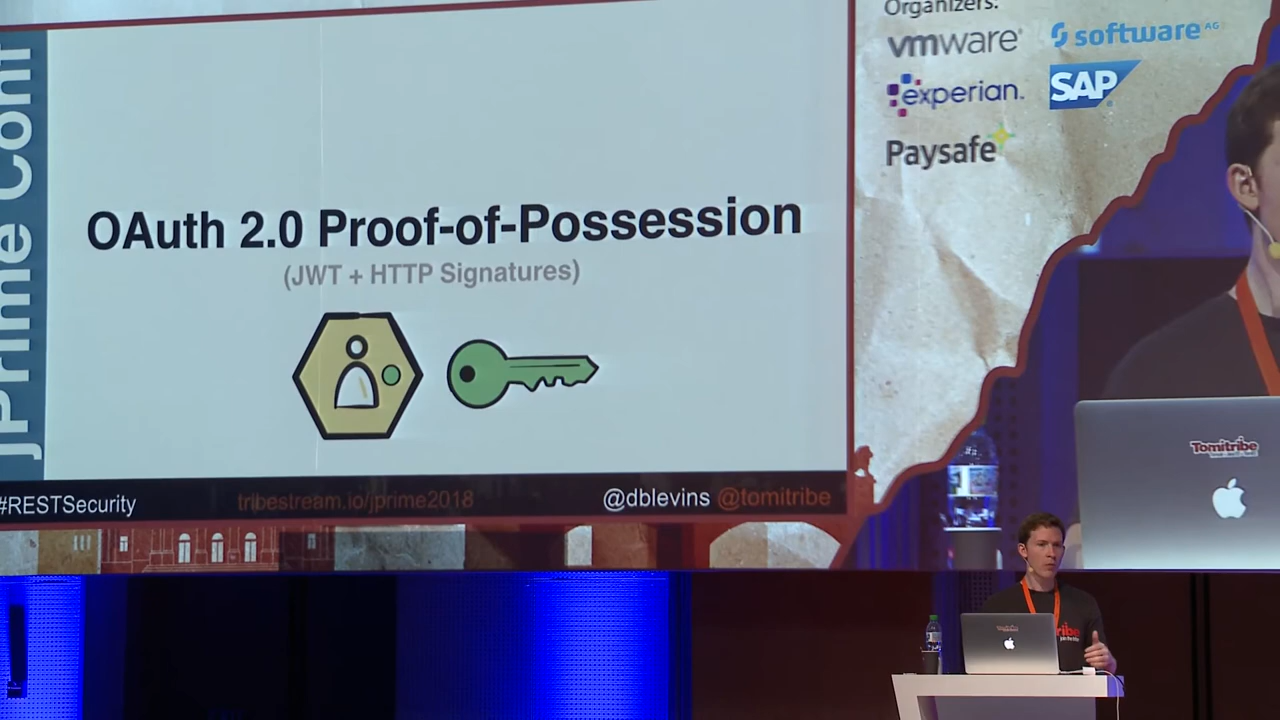 jPrime Conf
OAuth 2.0 Proof-of-Possession
(JWT + HTTP Signatures)
#RESTSecurity
tribestream.io/jprime2018
@dblevins @tomitribe
Organizers:
vmware
software AG
experian.
SAP
Paysafe
Tomitribe
ribe